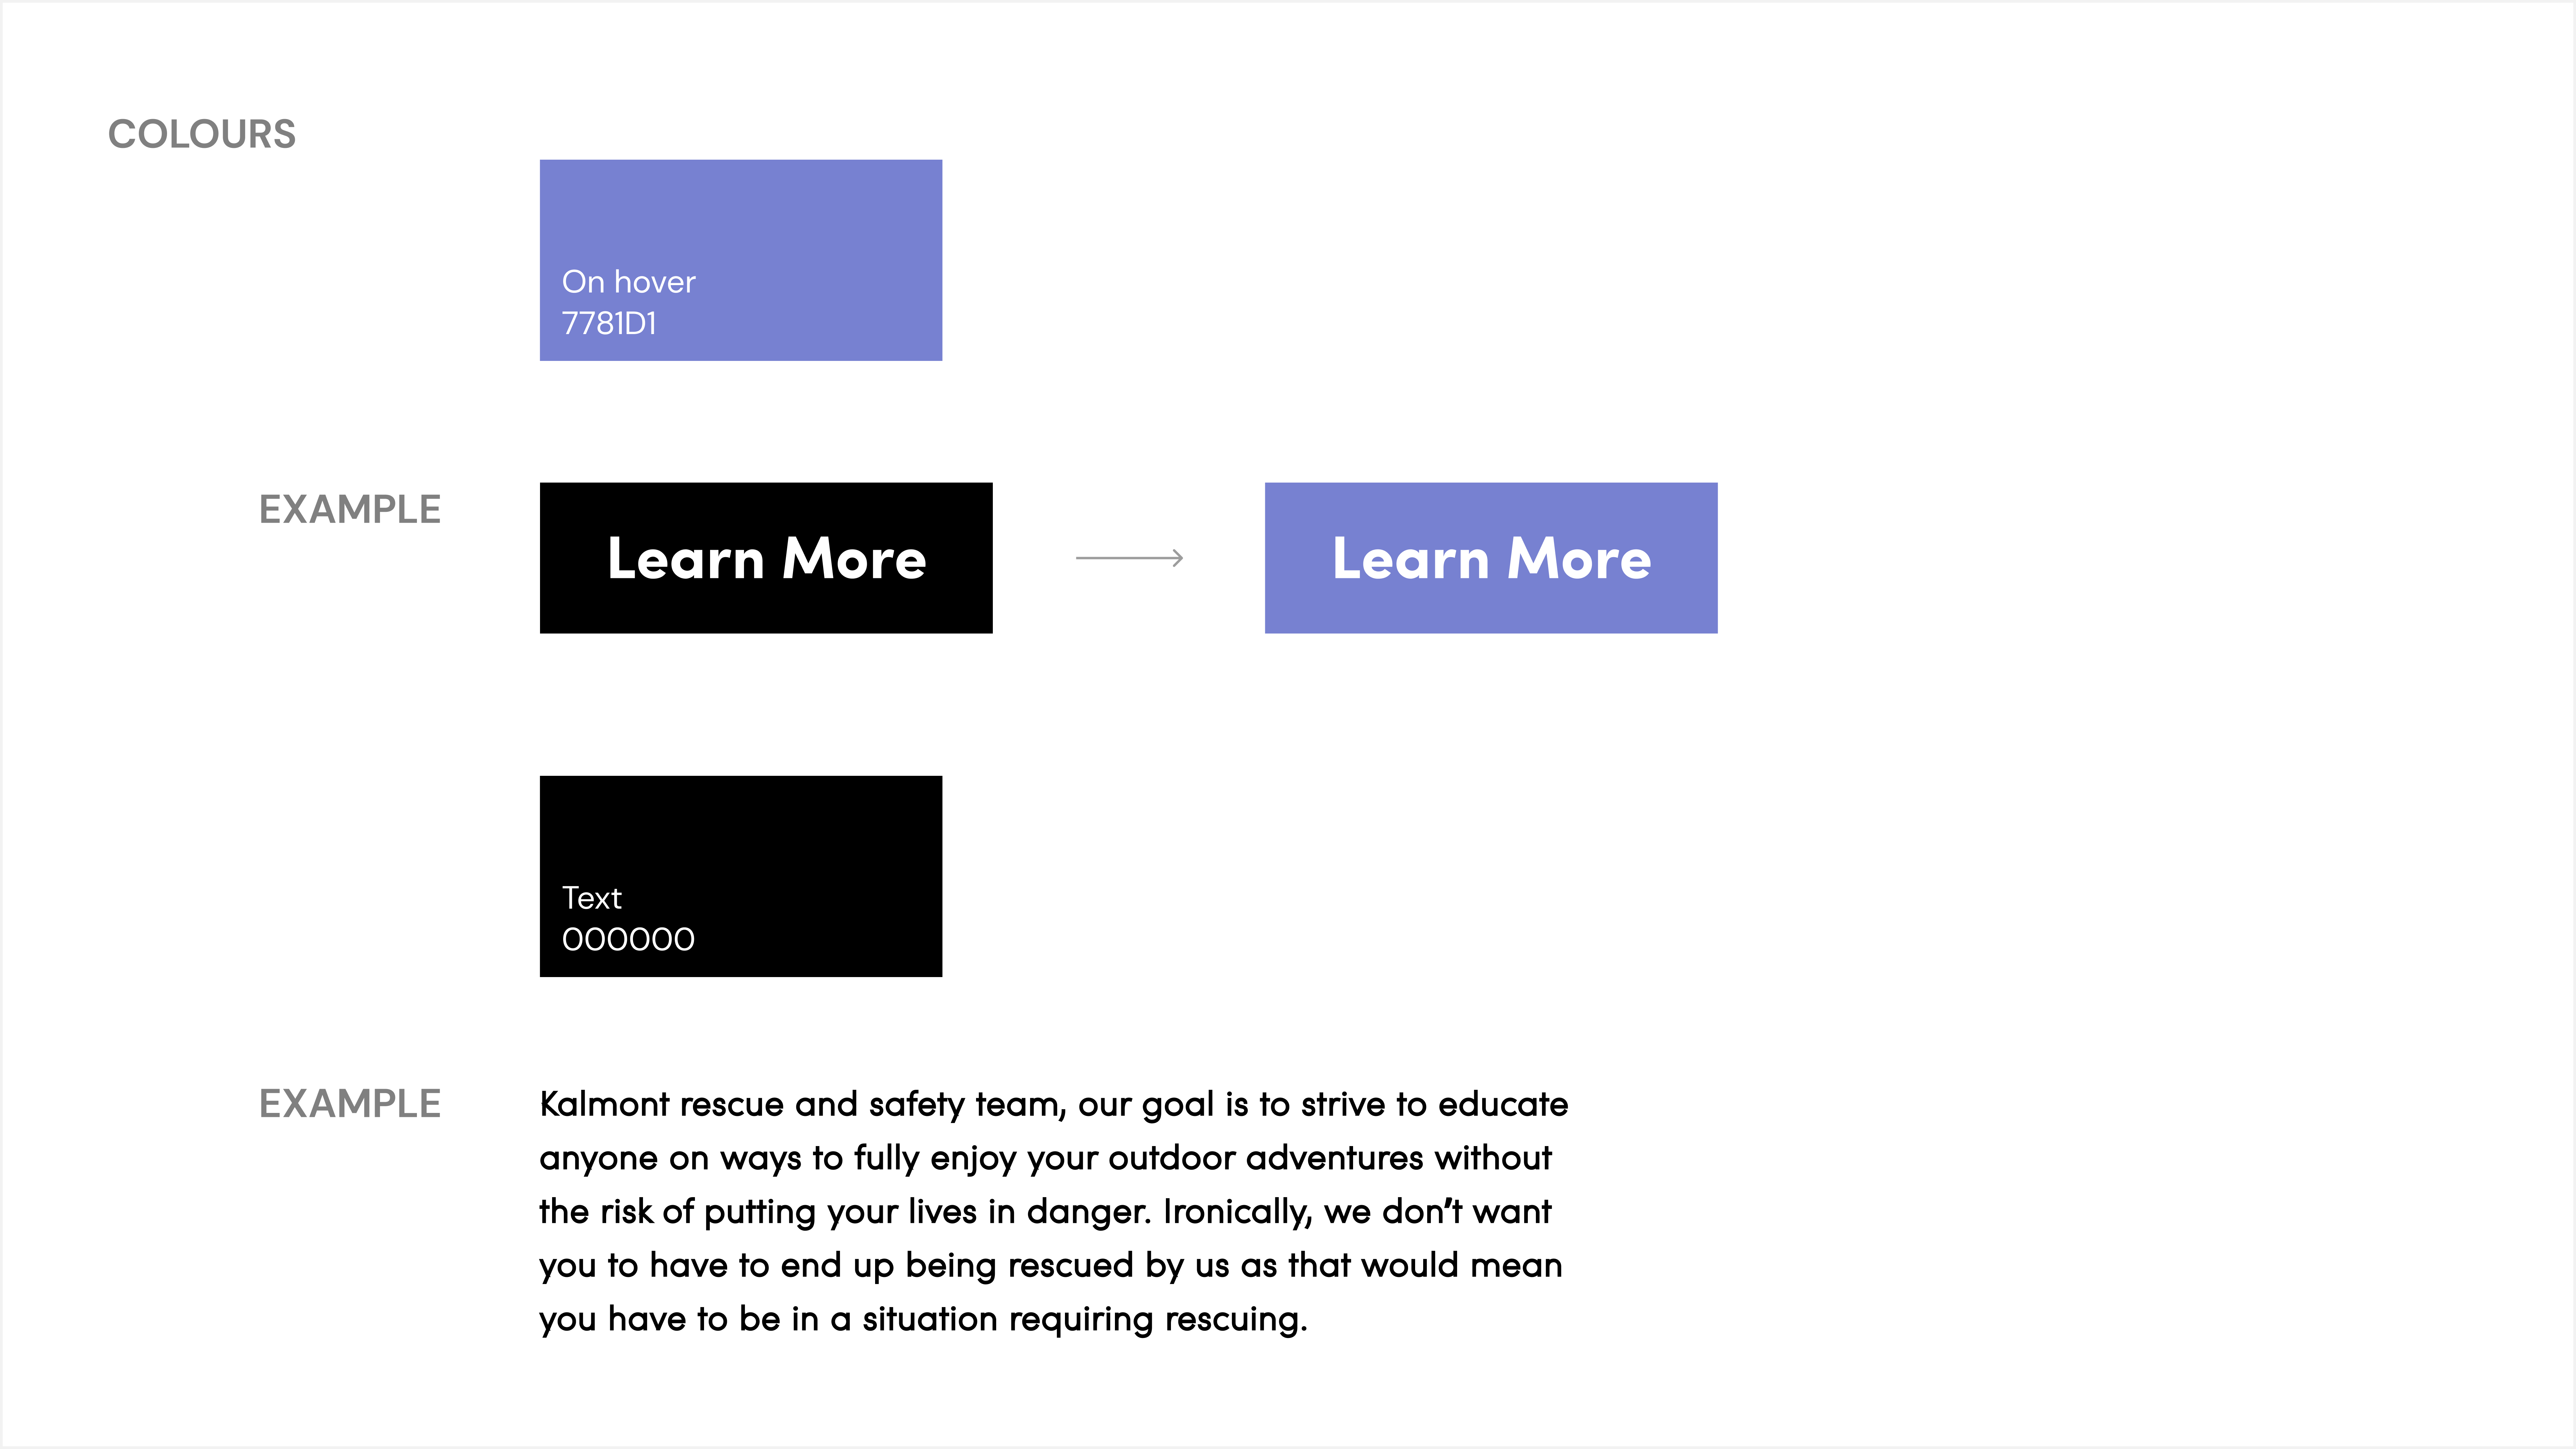 COLOURS
On hover
7781D1
EXAMPLE
Learn More
Learn More
Text
000000
EXAMPLE
Kalmont rescue and safety team, our goal is to strive to educate
anyone on ways to fully enjoy your outdoor adventures without
the risk of putting your lives in danger. Ironically, we don’t want
you to have to end up being rescued by us as that would mean
you have to be in a situation requiring rescuing.